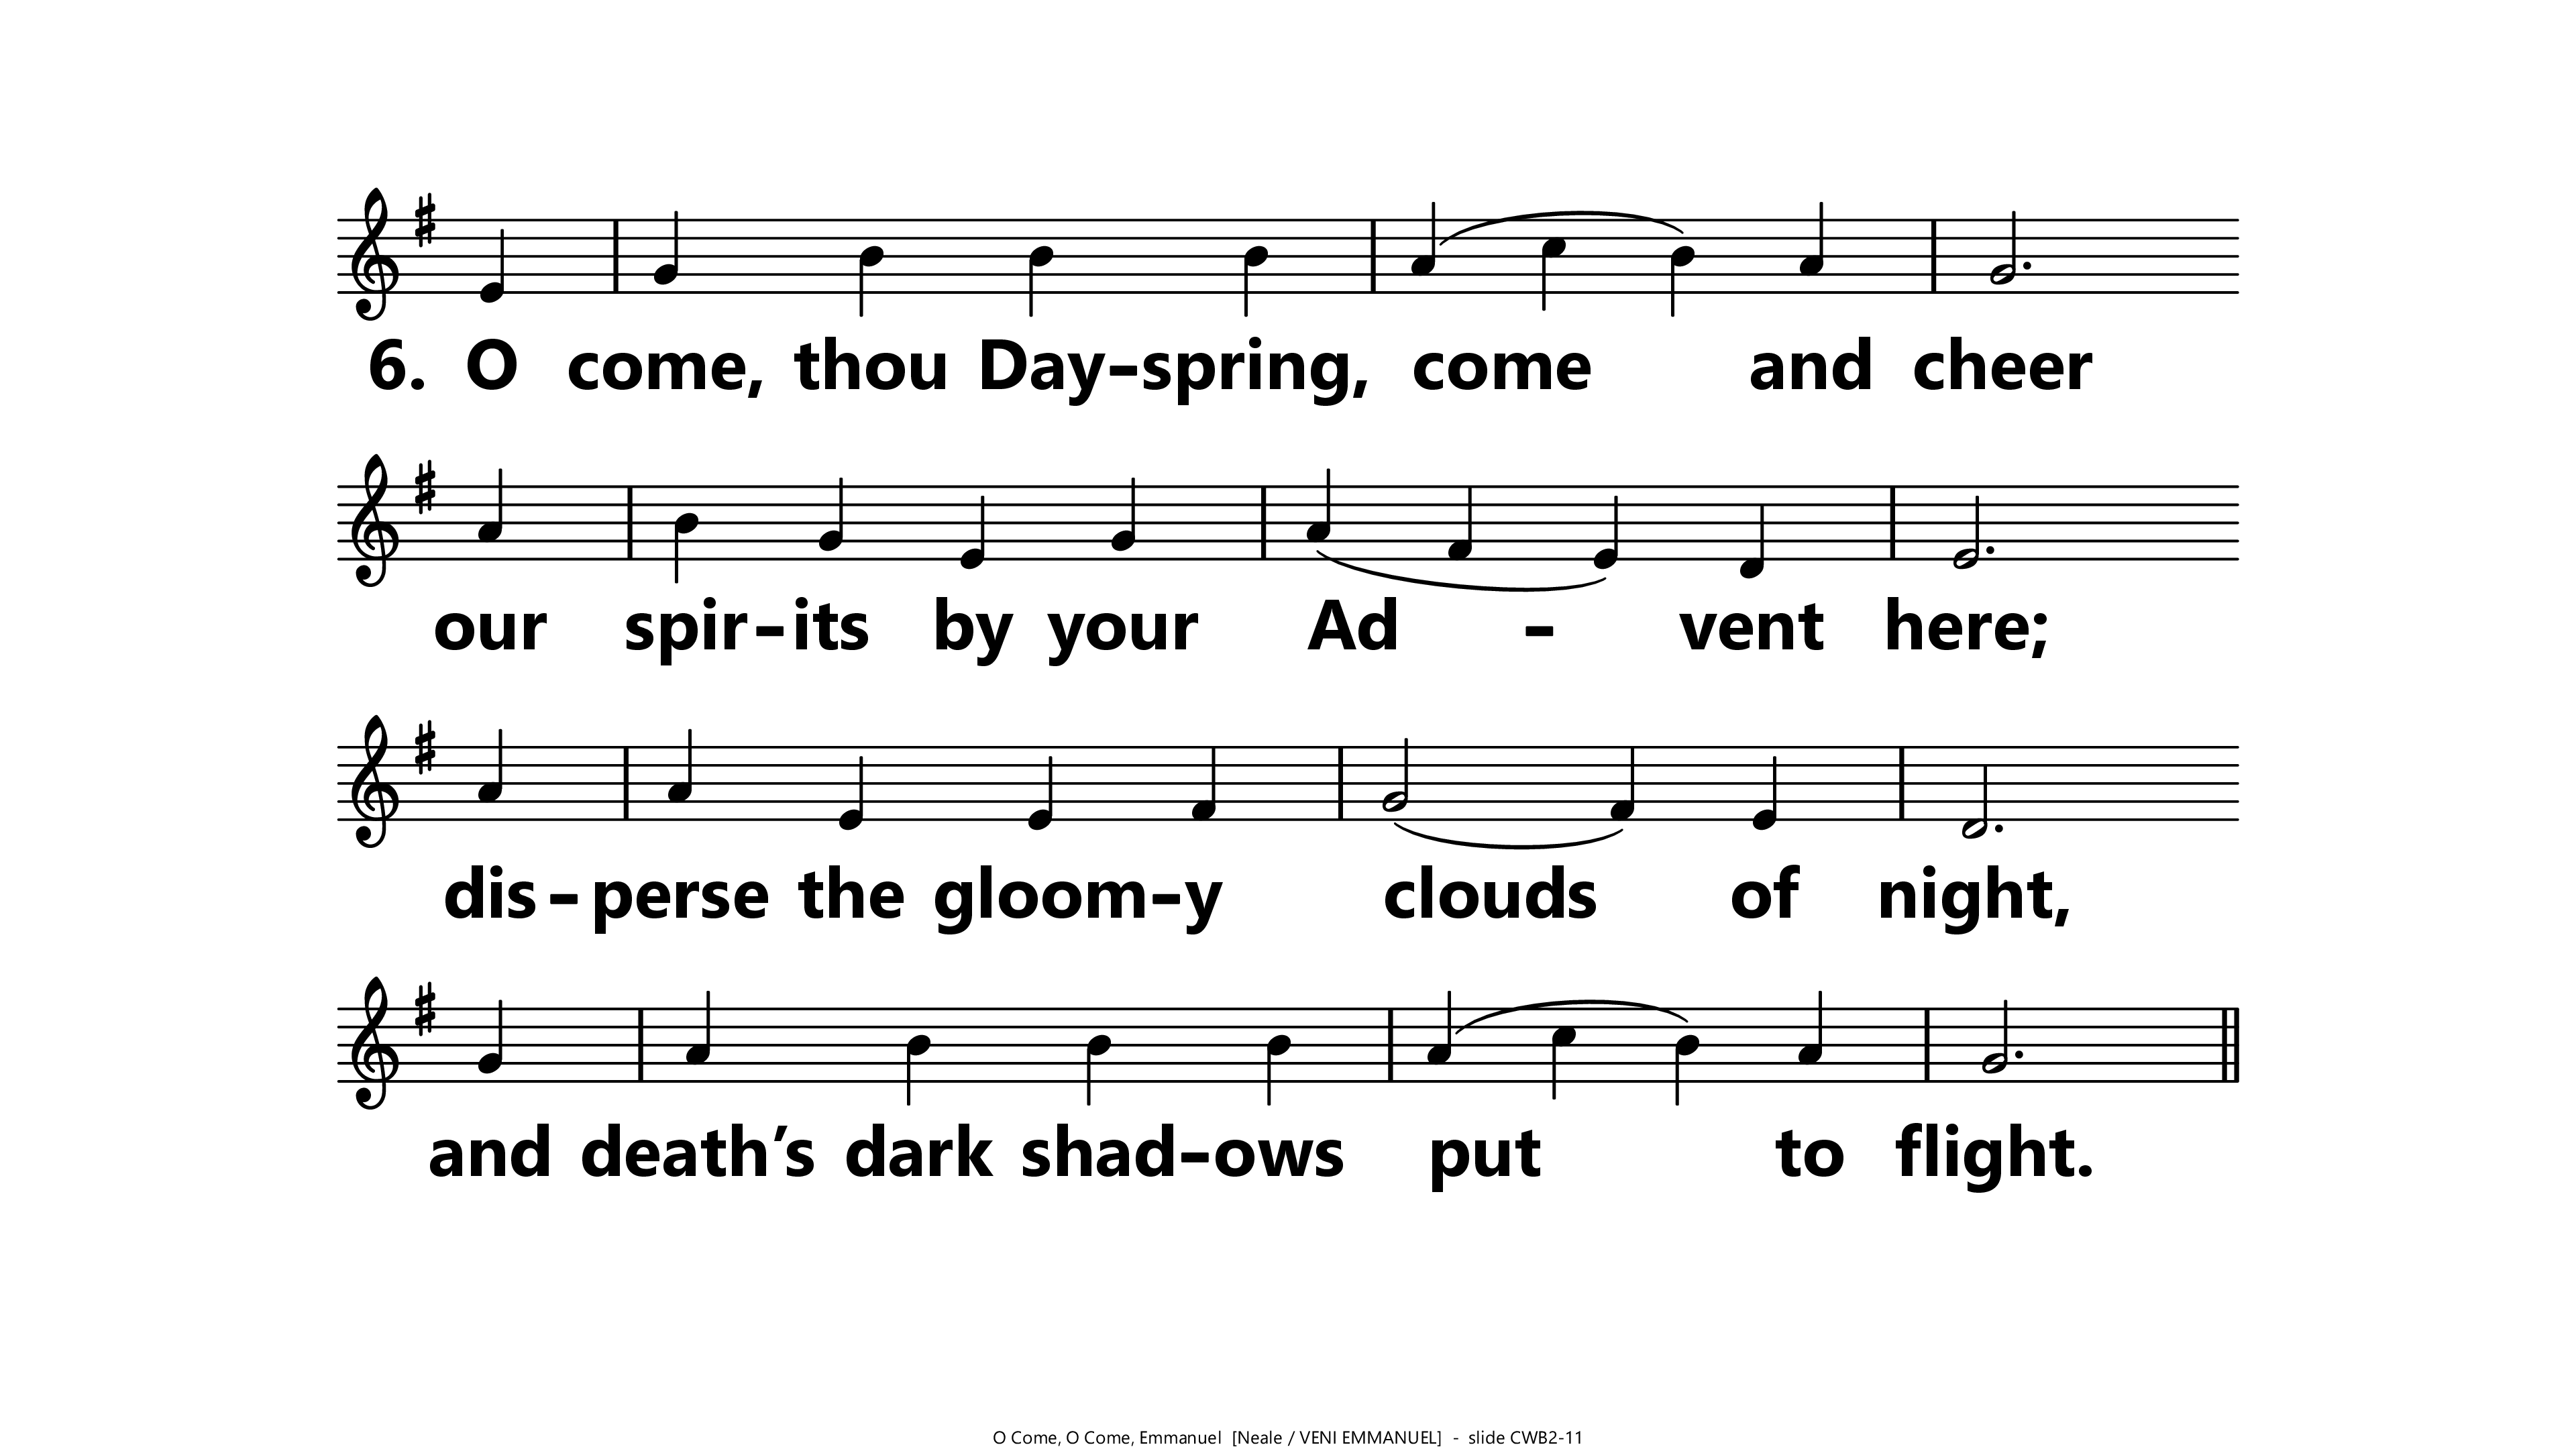 6. O come, thou Day-spring, come and cheer
our spir-its by your Ad - vent here;
dis-perse the gloom-y clouds of night,
and death’s dark shad-ows put to flight.
O Come, O Come, Emmanuel [Neale / VENI EMMANUEL] - slide CWB2-11